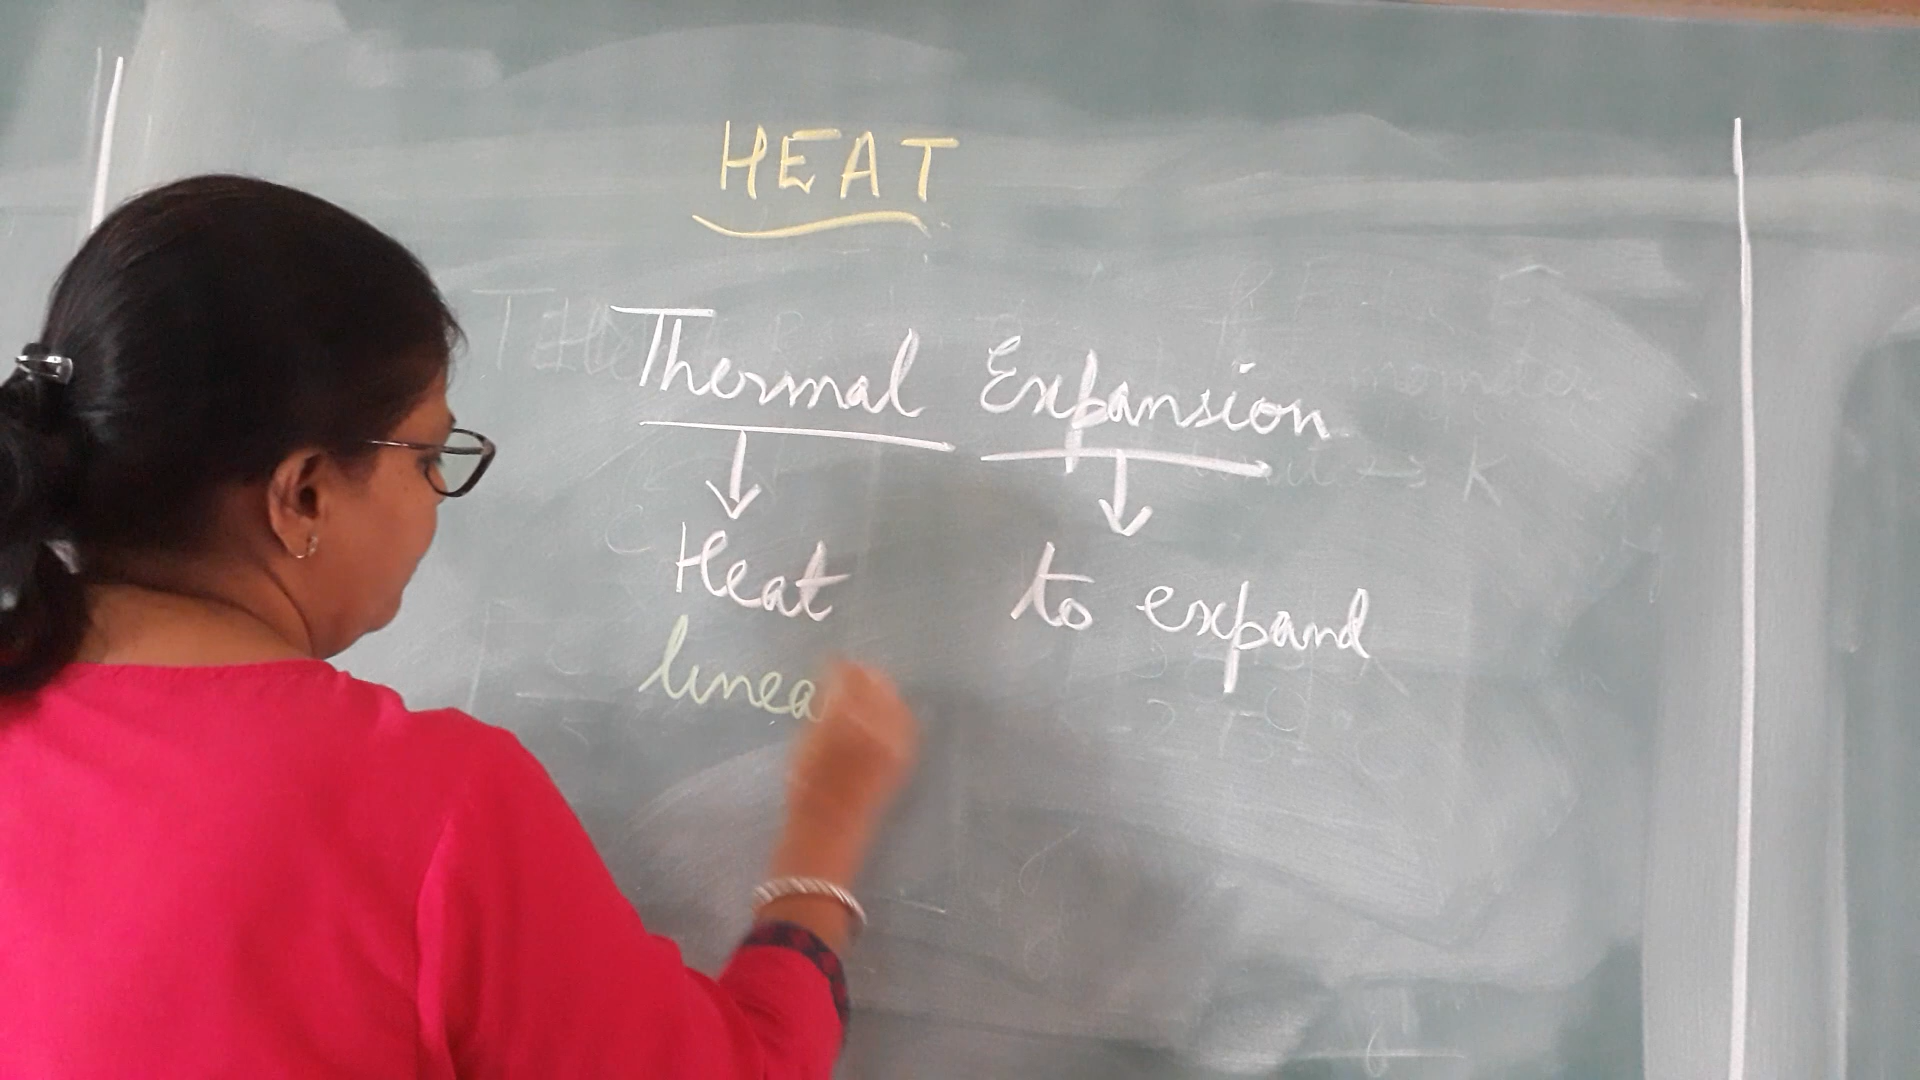 HEAT
Thermal Expansion
Heat to expand
linea